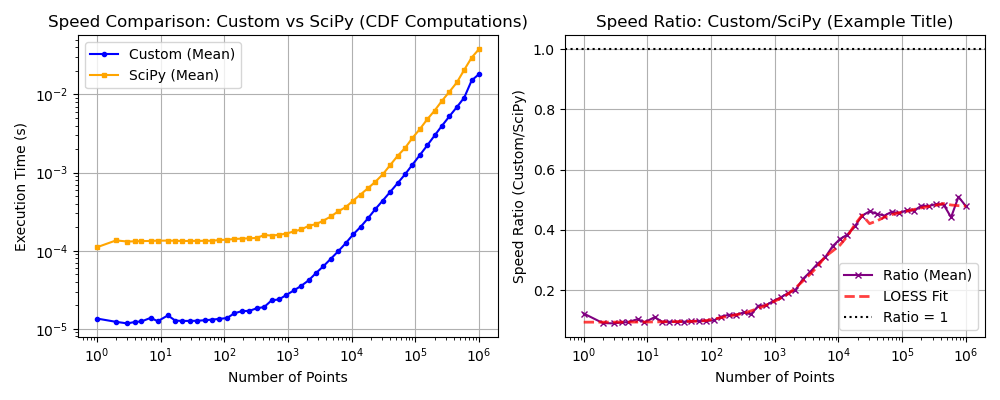 Speed Comparison: Custom vs SciPy (CDF Computations)
Execution Time (s)
10⁻²
10⁻³
10⁻⁴
10⁻⁵
Custom (Mean)
SciPy (Mean)
10⁰ 10¹ 10² 10³ 10⁴ 10⁵ 10⁶
Number of Points
Speed Ratio: Custom/SciPy (Example Title)
Speed Ratio (Custom/SciPy)
1.0
0.8
0.6
0.4
0.2
Ratio (Mean)
LOESS Fit
Ratio = 1
10⁰ 10¹ 10² 10³ 10⁴ 10⁵ 10⁶
Number of Points